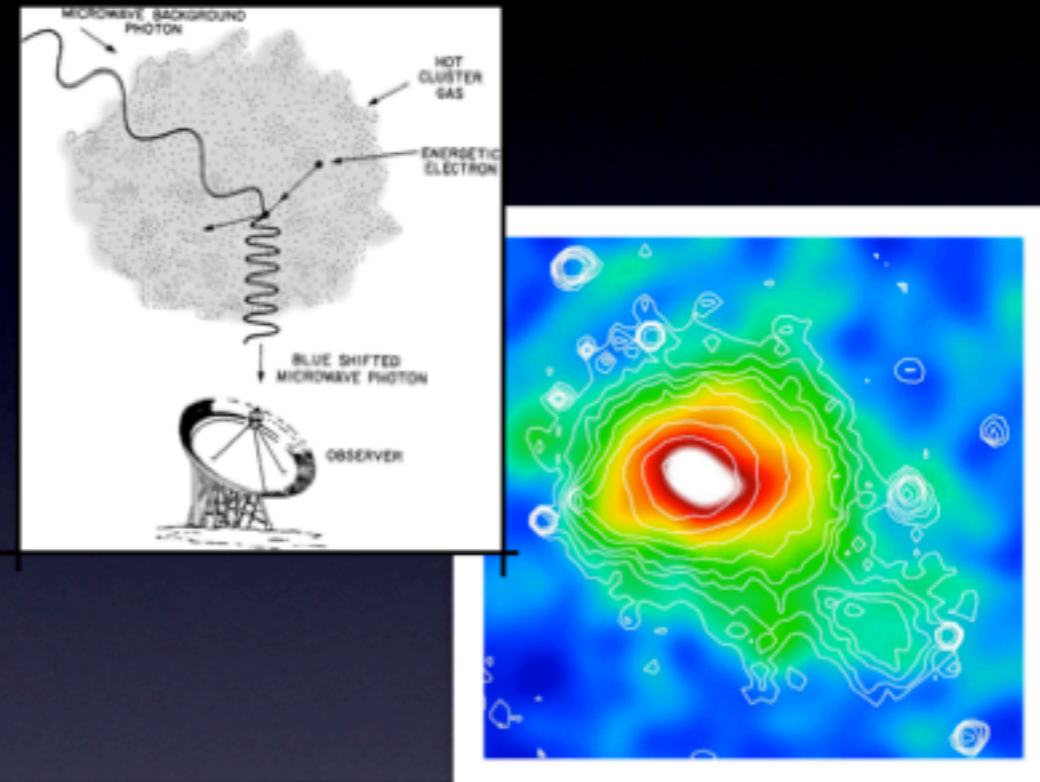 MICROWAVE BACKGROUND
PHOTON
HOT
CLUSTER
GAS
ENERGETIC
ELECTRON
BLUE SHIFTED
MICROWAVE PHOTON
OBSERVER